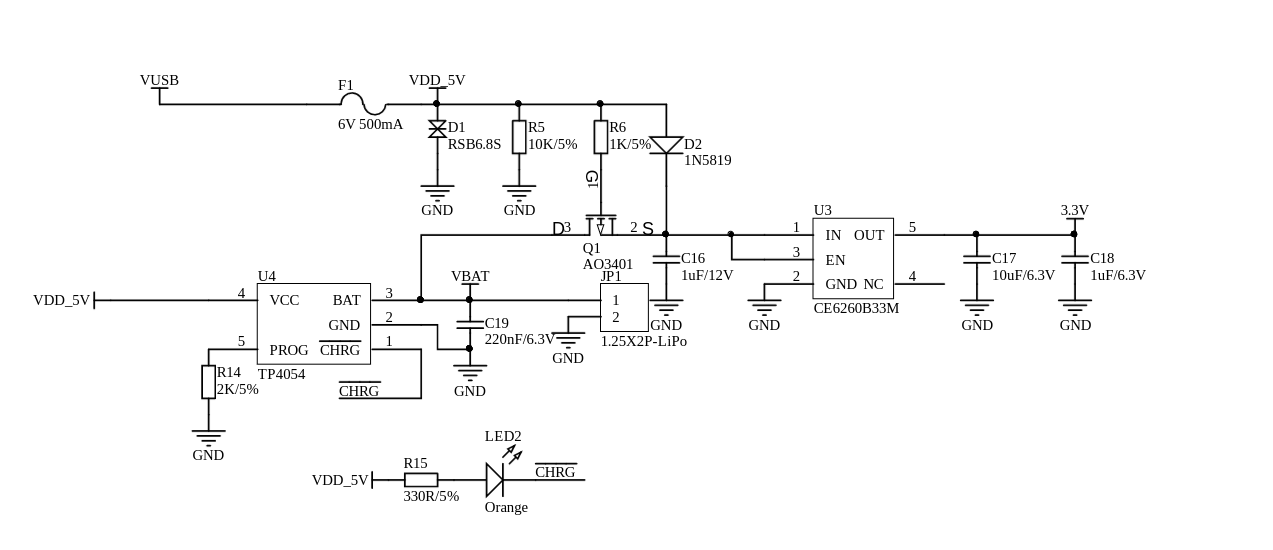 VUSB
F1
6V 500mA
VDD_5V
D1
RSB6.8S
R5
10K/5%
R6
1K/5%
D2
1N5819
GND
GND
G
1
D
3
2
S
Q1
AO3401
C16
1uF/12V
GND
U3
1
IN
OUT
5
3
EN
2
GND
NC
4
CE6260B33M
GND
3.3V
C17
10uF/6.3V
GND
C18
1uF/6.3V
GND
VDD_5V
U4
4
VCC
BAT
3
GND
2
5
PROG
CHRG
1
TP4054
R14
2K/5%
GND
CHRG
VBAT
C19
220nF/6.3V
GND
JP1
1
2
1.25X2P-LiPo
GND
VDD_5V
R15
330R/5%
LED2
Orange
CHRG